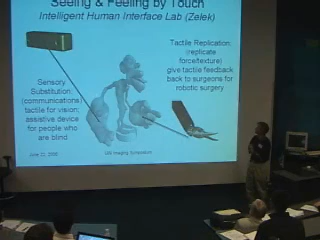 Seeing & Feeling by Touch
Intelligent Human Interface Lab (Zelek)
Tactile Replication:
(replicate
force/texture)
give tactile feedback
back to surgeons for
robotic surgery
Sensory
Substitution:
(communications)
tactile for vision;
assistive device
for people who
are blind
June 23, 2006
UW Imaging Symposium